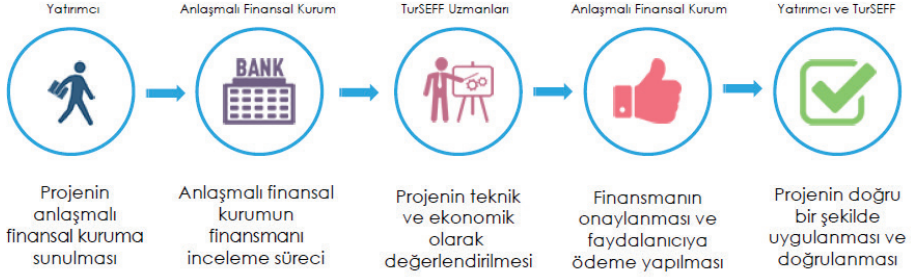 Yatırımcı
Anlaşmalı Finansal Kurum
TurSEFF Uzmanları
Anlaşmalı Finansal Kurum
Yatırımcı ve TurSEFF
BANK
Projenin
anlaşmalı
finansal kuruma
sunulması
Anlaşmalı finansal
kurumun
finansmanı
inceleme süreci
Projenin teknik
ve ekonomik
olarak
değerlendirilmesi
Finansmanın
onaylanması ve
faydalanıcıya
ödeme yapılması
Projenin doğru
bir şekilde
uygulanması ve
doğrulanması